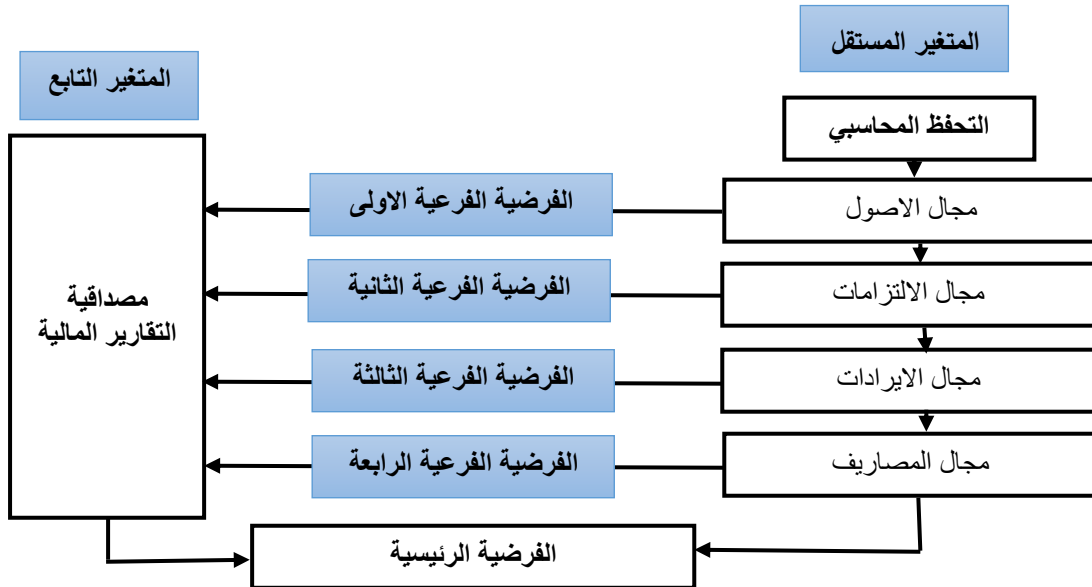 المتغير المستقل
المتغير التابع
التحفظ المحاسبي
مجال الاصول
الفرضية الفرعية الاولى
مجال الالتزامات
الفرضية الفرعية الثانية
مصداقية
التقارير المالية
مجال الايرادات
الفرضية الفرعية الثالثة
مجال المصاريف
الفرضية الفرعية الرابعة
الفرضية الرئيسية